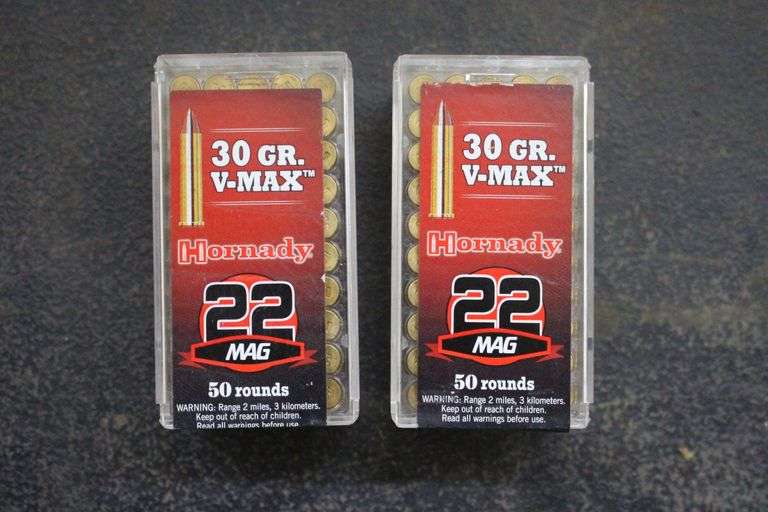 30 GR.
V-MAX™
Hornady
22
MAG
50 rounds
WARNING: Range 2 miles, 3 kilometers.
Keep out of reach of children.
Read all warnings before use.
30 GR.
V-MAX™
Hornady
22
MAG
50 rounds
WARNING: Range 2 miles, 3 kilometers.
Keep out of reach of children.
Read all warnings before use.